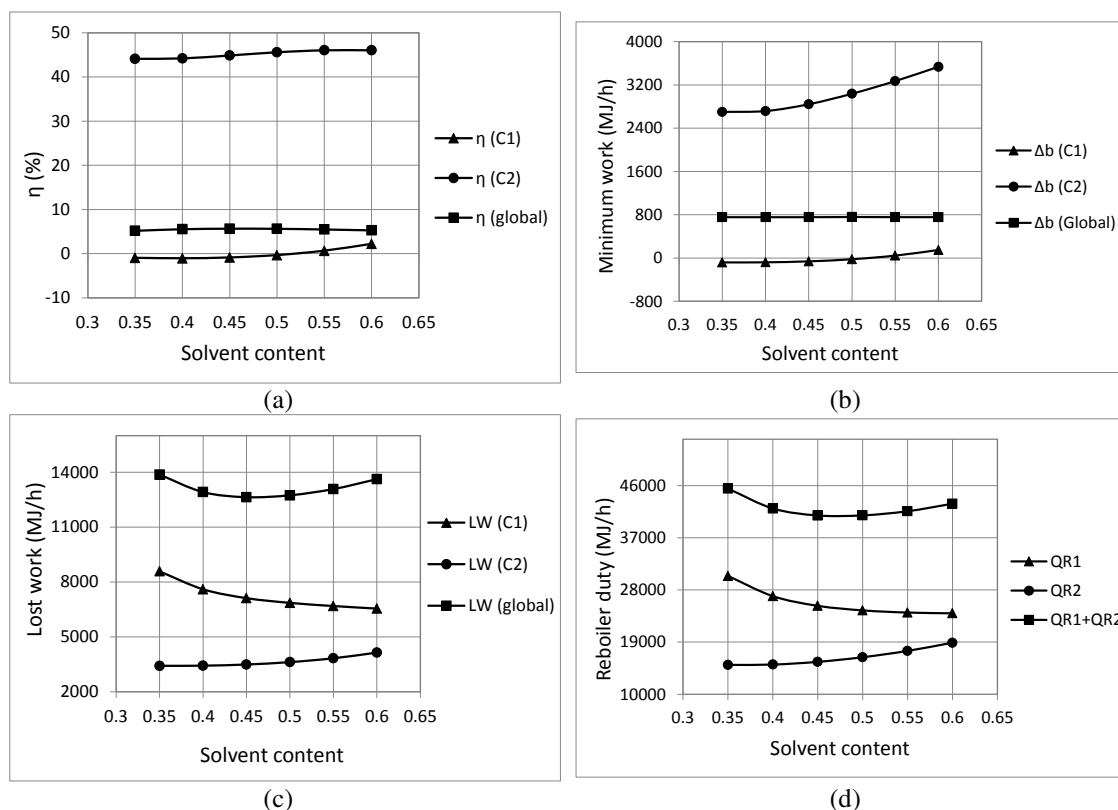 50
40
30
20
10
0
-10
η (%)
0.3 0.35 0.4 0.45 0.5 0.55 0.6 0.65
Solvent content
η (C1)
η (C2)
η (global)
(a)
4000
3200
2400
1600
800
0
-800
Minimum work (MJ/h)
0.3 0.35 0.4 0.45 0.5 0.55 0.6 0.65
Solvent content
Δb (C1)
Δb (C2)
Δb (Global)
(b)
14000
11000
8000
5000
2000
Lost work (MJ/h)
0.3 0.35 0.4 0.45 0.5 0.55 0.6 0.65
Solvent content
LW (C1)
LW (C2)
LW (global)
(c)
46000
37000
28000
19000
10000
Reboiler duty (MJ/h)
0.3 0.35 0.4 0.45 0.5 0.55 0.6 0.65
Solvent content
QR1
QR2
QR1+QR2
(d)